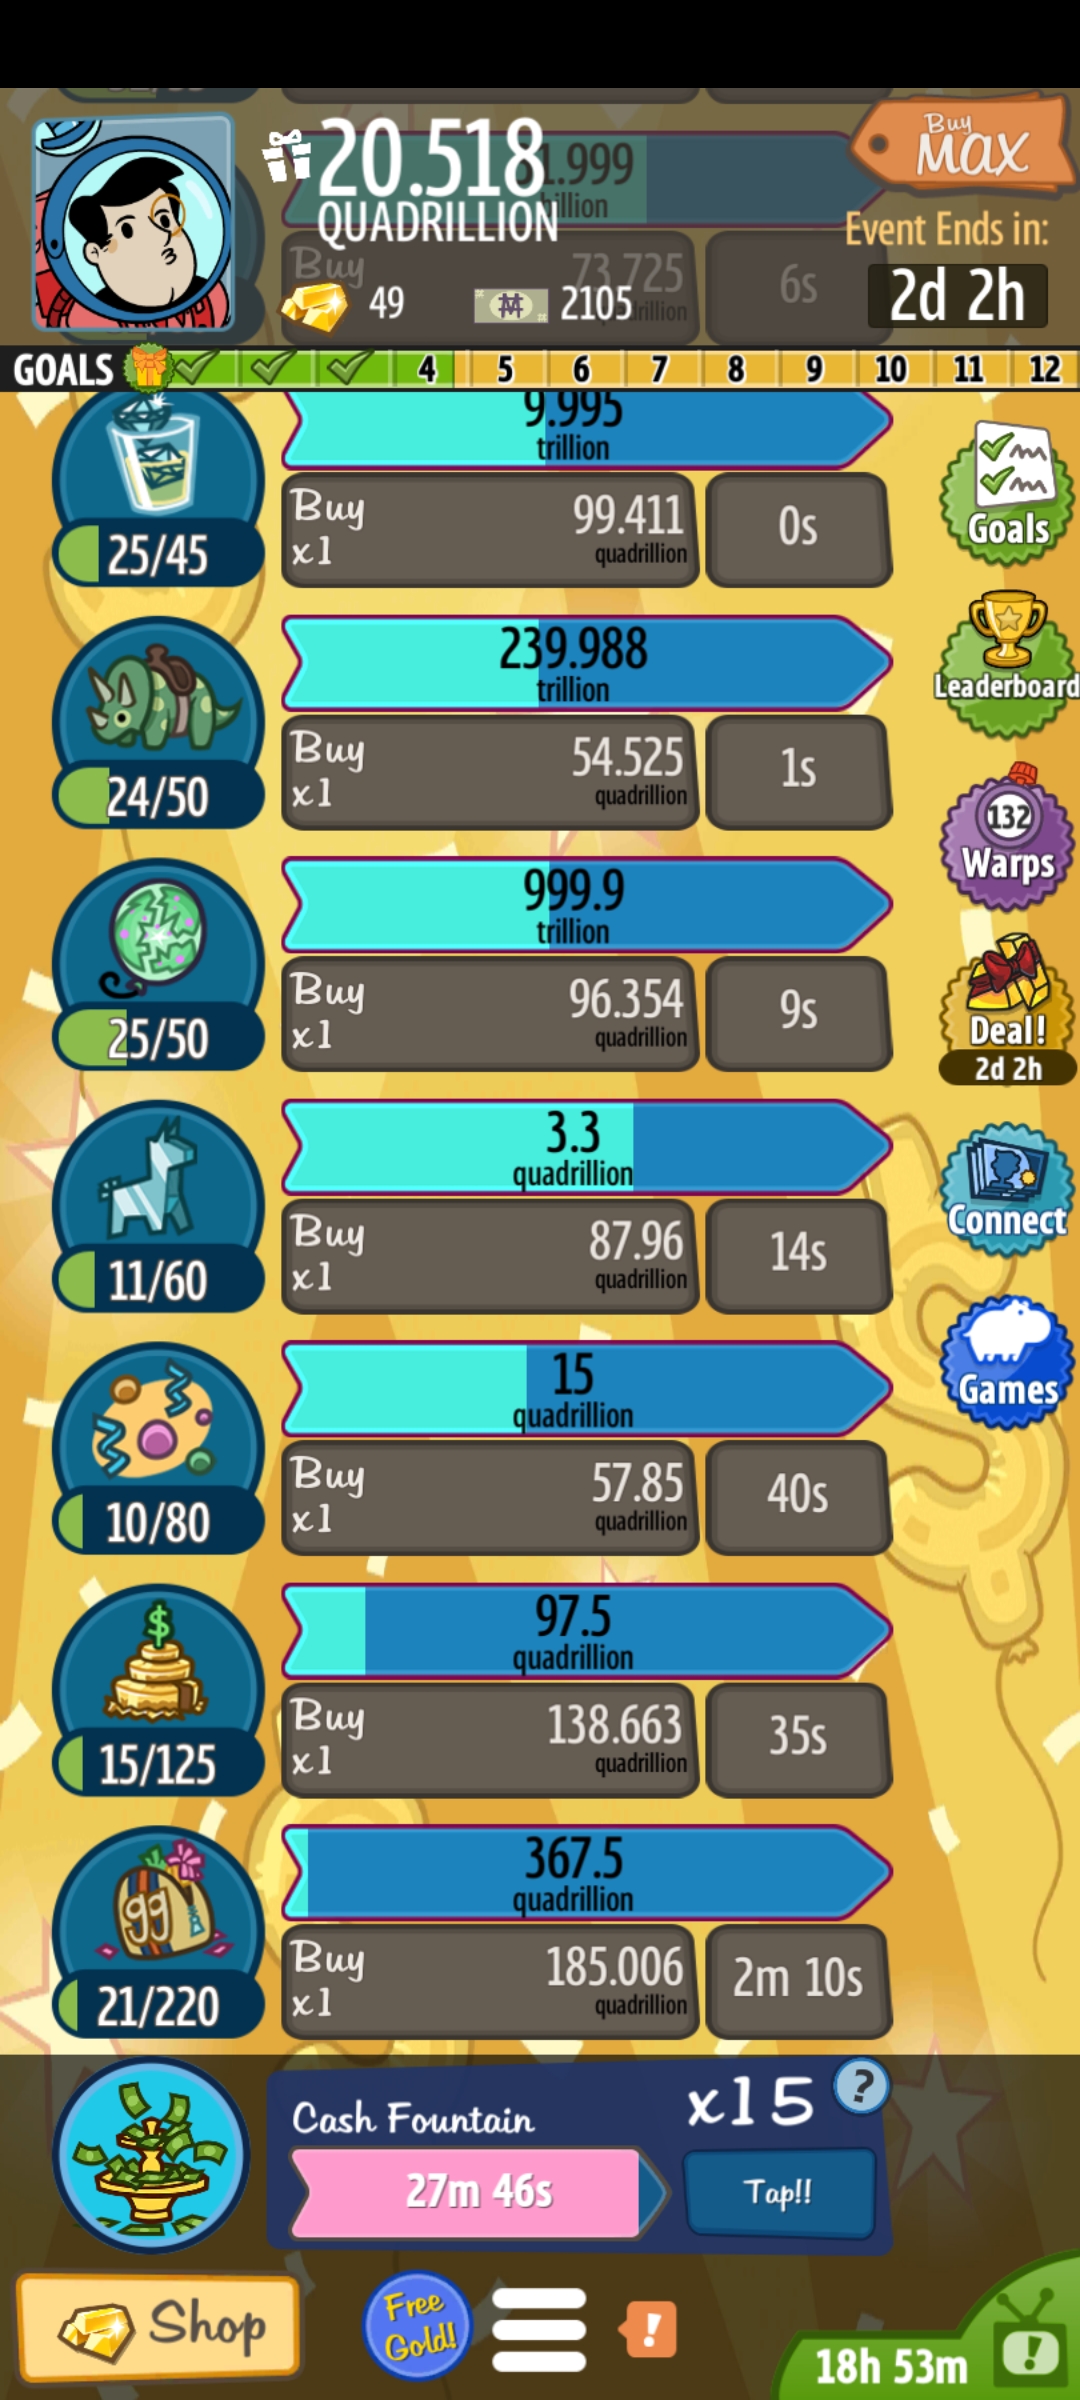 20.518
QUADRILLION
1.999
billion
Buy
MAX
Event Ends in:
2d 2h
Buy
73.725
6s
49
2105
GOALS
4
5
6
7
8
9
10
11
12
9.995
trillion
25/45
Buy
x1
99.411
quadrillion
0s
Goals
239.988
trillion
24/50
Buy
x1
54.525
quadrillion
1s
Leaderboard
999.9
trillion
25/50
Buy
x1
96.354
quadrillion
9s
132
Warps
Deal!
2d 2h
3.3
quadrillion
11/60
Buy
x1
87.96
quadrillion
14s
Connect
15
quadrillion
10/80
Buy
x1
57.85
quadrillion
40s
Games
$
97.5
quadrillion
15/125
Buy
x1
138.663
quadrillion
35s
99
367.5
quadrillion
21/220
Buy
x1
185.006
quadrillion
2m 10s
Cash Fountain
x15
?
27m 46s
Tap!!
Shop
Free
Gold!
!
18h 53m
!